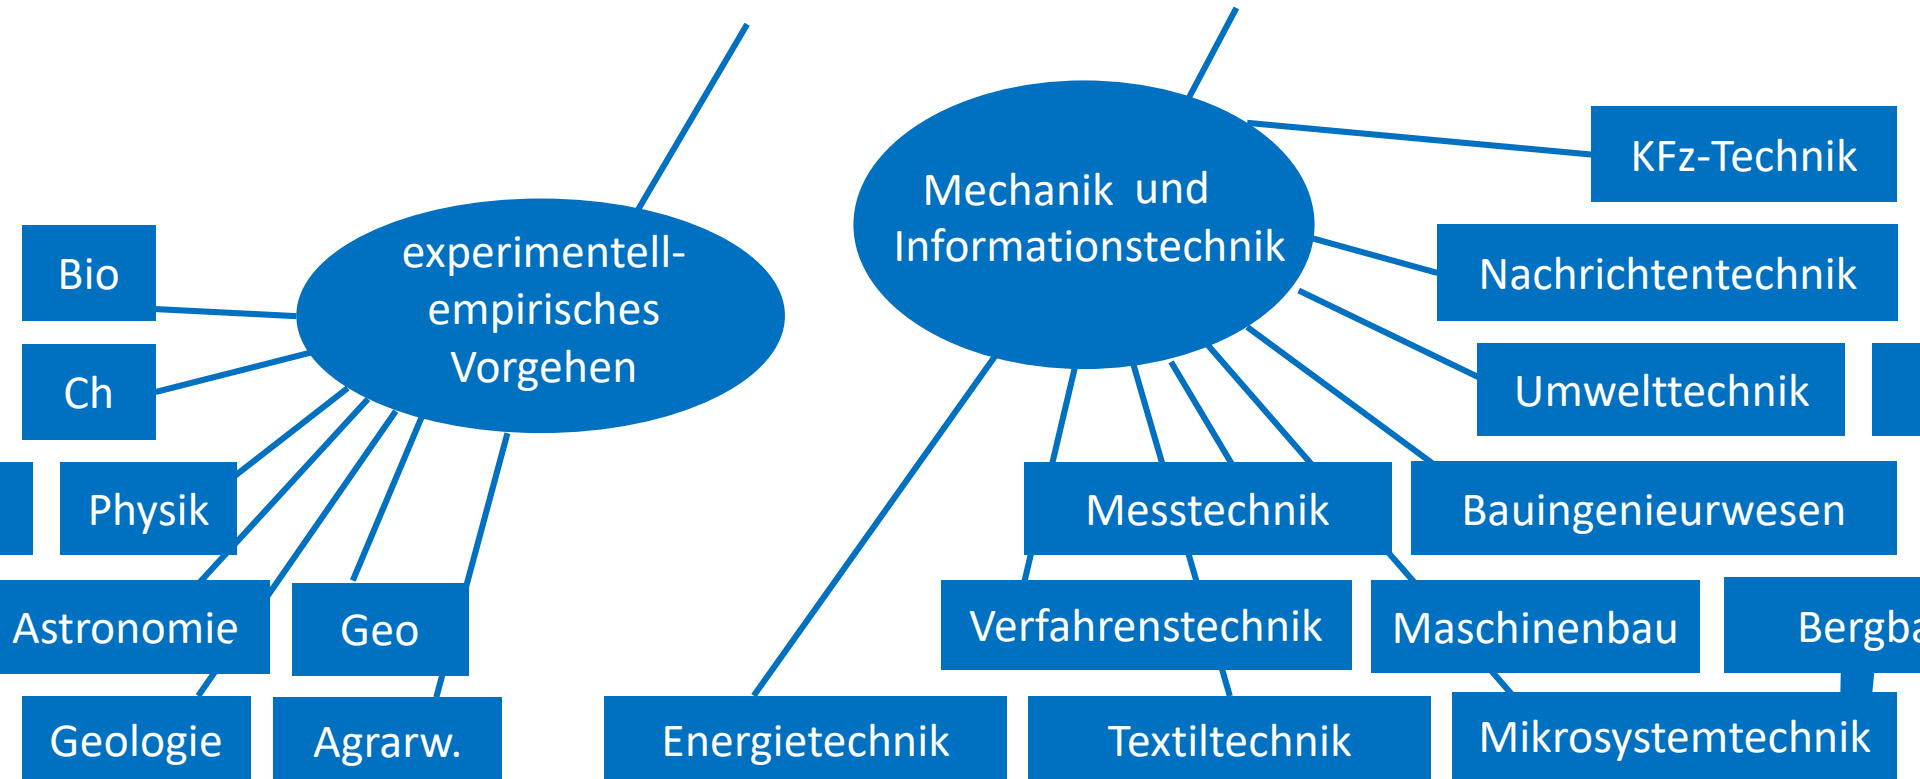 KFz-Technik
Mechanik und
Informationstechnik
experimentell-
empirisches
Vorgehen
Bio
Nachrichtentechnik
Ch
Umwelttechnik
Physik
Messtechnik
Bauingenieurwesen
Astronomie
Geo
Verfahrenstechnik
Maschinenbau
Bergba
Geologie
Agrarw.
Energietechnik
Textiltechnik
Mikrosystemtechnik